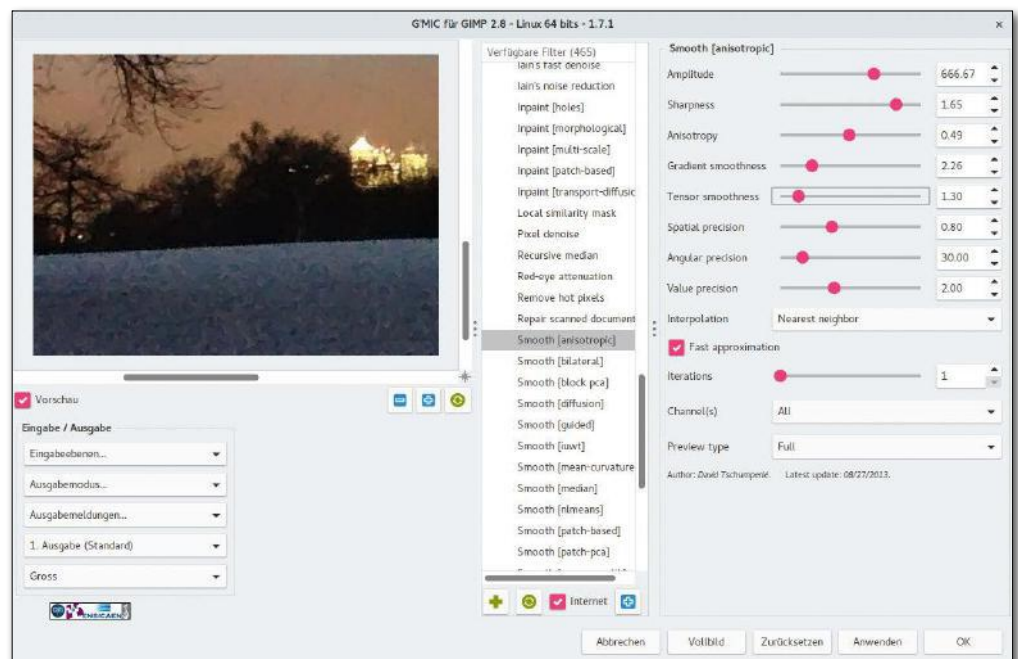 G'MIC für GIMP 2.8 - Linux 64 bits - 1.7.1
Vorschau
Eingabe / Ausgabe
Eingabeebenen...
Ausgabemodus...
Ausgabemeldungen...
1. Ausgabe (Standard)
Gross
ENSICAEN
Verfügbare Filter (465)
Iain's fast denoise
Iain's noise reduction
Inpaint [holes]
Inpaint [morphological]
Inpaint [multi-scale]
Inpaint [patch-based]
Inpaint [transport-diffusic
Local similarity mask
Pixel denoise
Recursive median
Red-eye attenuation
Remove hot pixels
Repair scanned document
Smooth [anisotropic]
Smooth [bilateral]
Smooth [block pca]
Smooth [diffusion]
Smooth [guided]
Smooth [iuwt]
Smooth [mean-curvature
Smooth [median]
Smooth [nlmeans]
Smooth [patch-based]
Smooth [patch-pca]
Internet
Smooth [anisotropic]
Amplitude 666.67
Sharpness 1.65
Anisotropy 0.49
Gradient smoothness 2.26
Tensor smoothness 1.30
Spatial precision 0.80
Angular precision 30.00
Value precision 2.00
Interpolation Nearest neighbor
Fast approximation
Iterations 1
Channel(s) All
Preview type Full
Author: David Tschumperlé. Latest update: 08/27/2013.
Abbrechen Vollbild Zurücksetzen Anwenden OK